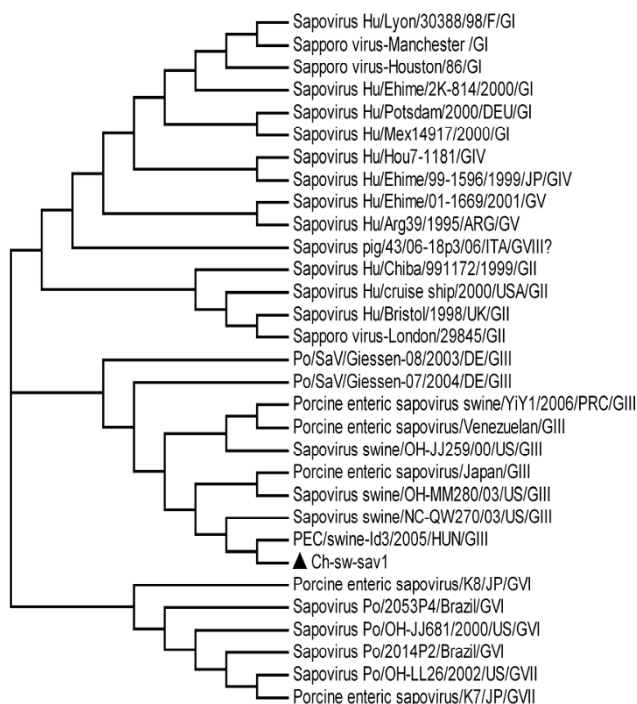 Sapovirus Hu/Lyon/30388/98/F/GI
Sapporo virus-Manchester /GI
Sapporo virus-Houston/86/GI
Sapovirus Hu/Ehime/2K-814/2000/GI
Sapovirus Hu/Potsdam/2000/DEU/GI
Sapovirus Hu/Mex14917/2000/GI
Sapovirus Hu/Hou7-1181/GIV
Sapovirus Hu/Ehime/99-1596/1999/JP/GIV
Sapovirus Hu/Ehime/01-1669/2001/GV
Sapovirus Hu/Arg39/1995/ARG/GV
Sapovirus pig/43/06-18p3/06/ITA/GVIII?
Sapovirus Hu/Chiba/991172/1999/GII
Sapovirus Hu/cruise ship/2000/USA/GII
Sapovirus Hu/Bristol/1998/UK/GII
Sapporo virus-London/29845/GII
Po/SaV/Giessen-08/2003/DE/GIII
Po/SaV/Giessen-07/2004/DE/GIII
Porcine enteric sapovirus swine/YiY1/2006/PRC/GIII
Porcine enteric sapovirus/Venezuelan/GIII
Sapovirus swine/OH-JJ259/00/US/GIII
Porcine enteric sapovirus/Japan/GIII
Sapovirus swine/OH-MM280/03/US/GIII
Sapovirus swine/NC-QW270/03/US/GIII
PEC/swine-Id3/2005/HUN/GIII
▲ Ch-sw-sav1
Porcine enteric sapovirus/K8/JP/GVI
Sapovirus Po/2053P4/Brazil/GVI
Sapovirus Po/OH-JJ681/2000/US/GVI
Sapovirus Po/2014P2/Brazil/GVI
Sapovirus Po/OH-LL26/2002/US/GVII
Porcine enteric sapovirus/K7/JP/GVII